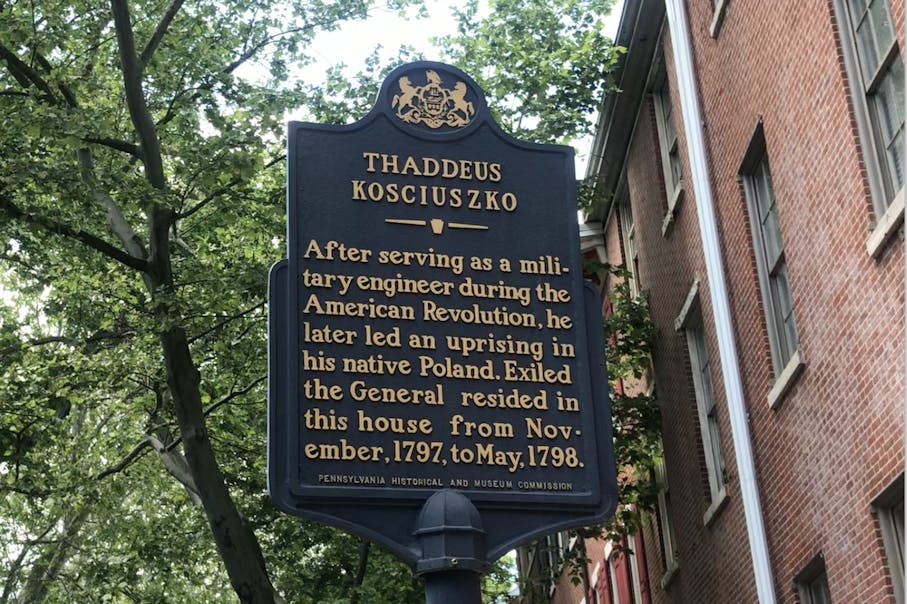 THADDEUS
KOSCIUSZKO
After serving as a mili-
tary engineer during the
American Revolution, he
later led an uprising in
his native Poland. Exiled
the General resided in
this house from Nov-
ember, 1797, to May, 1798.
PENNSYLVANIA HISTORICAL AND MUSEUM COMMISSION